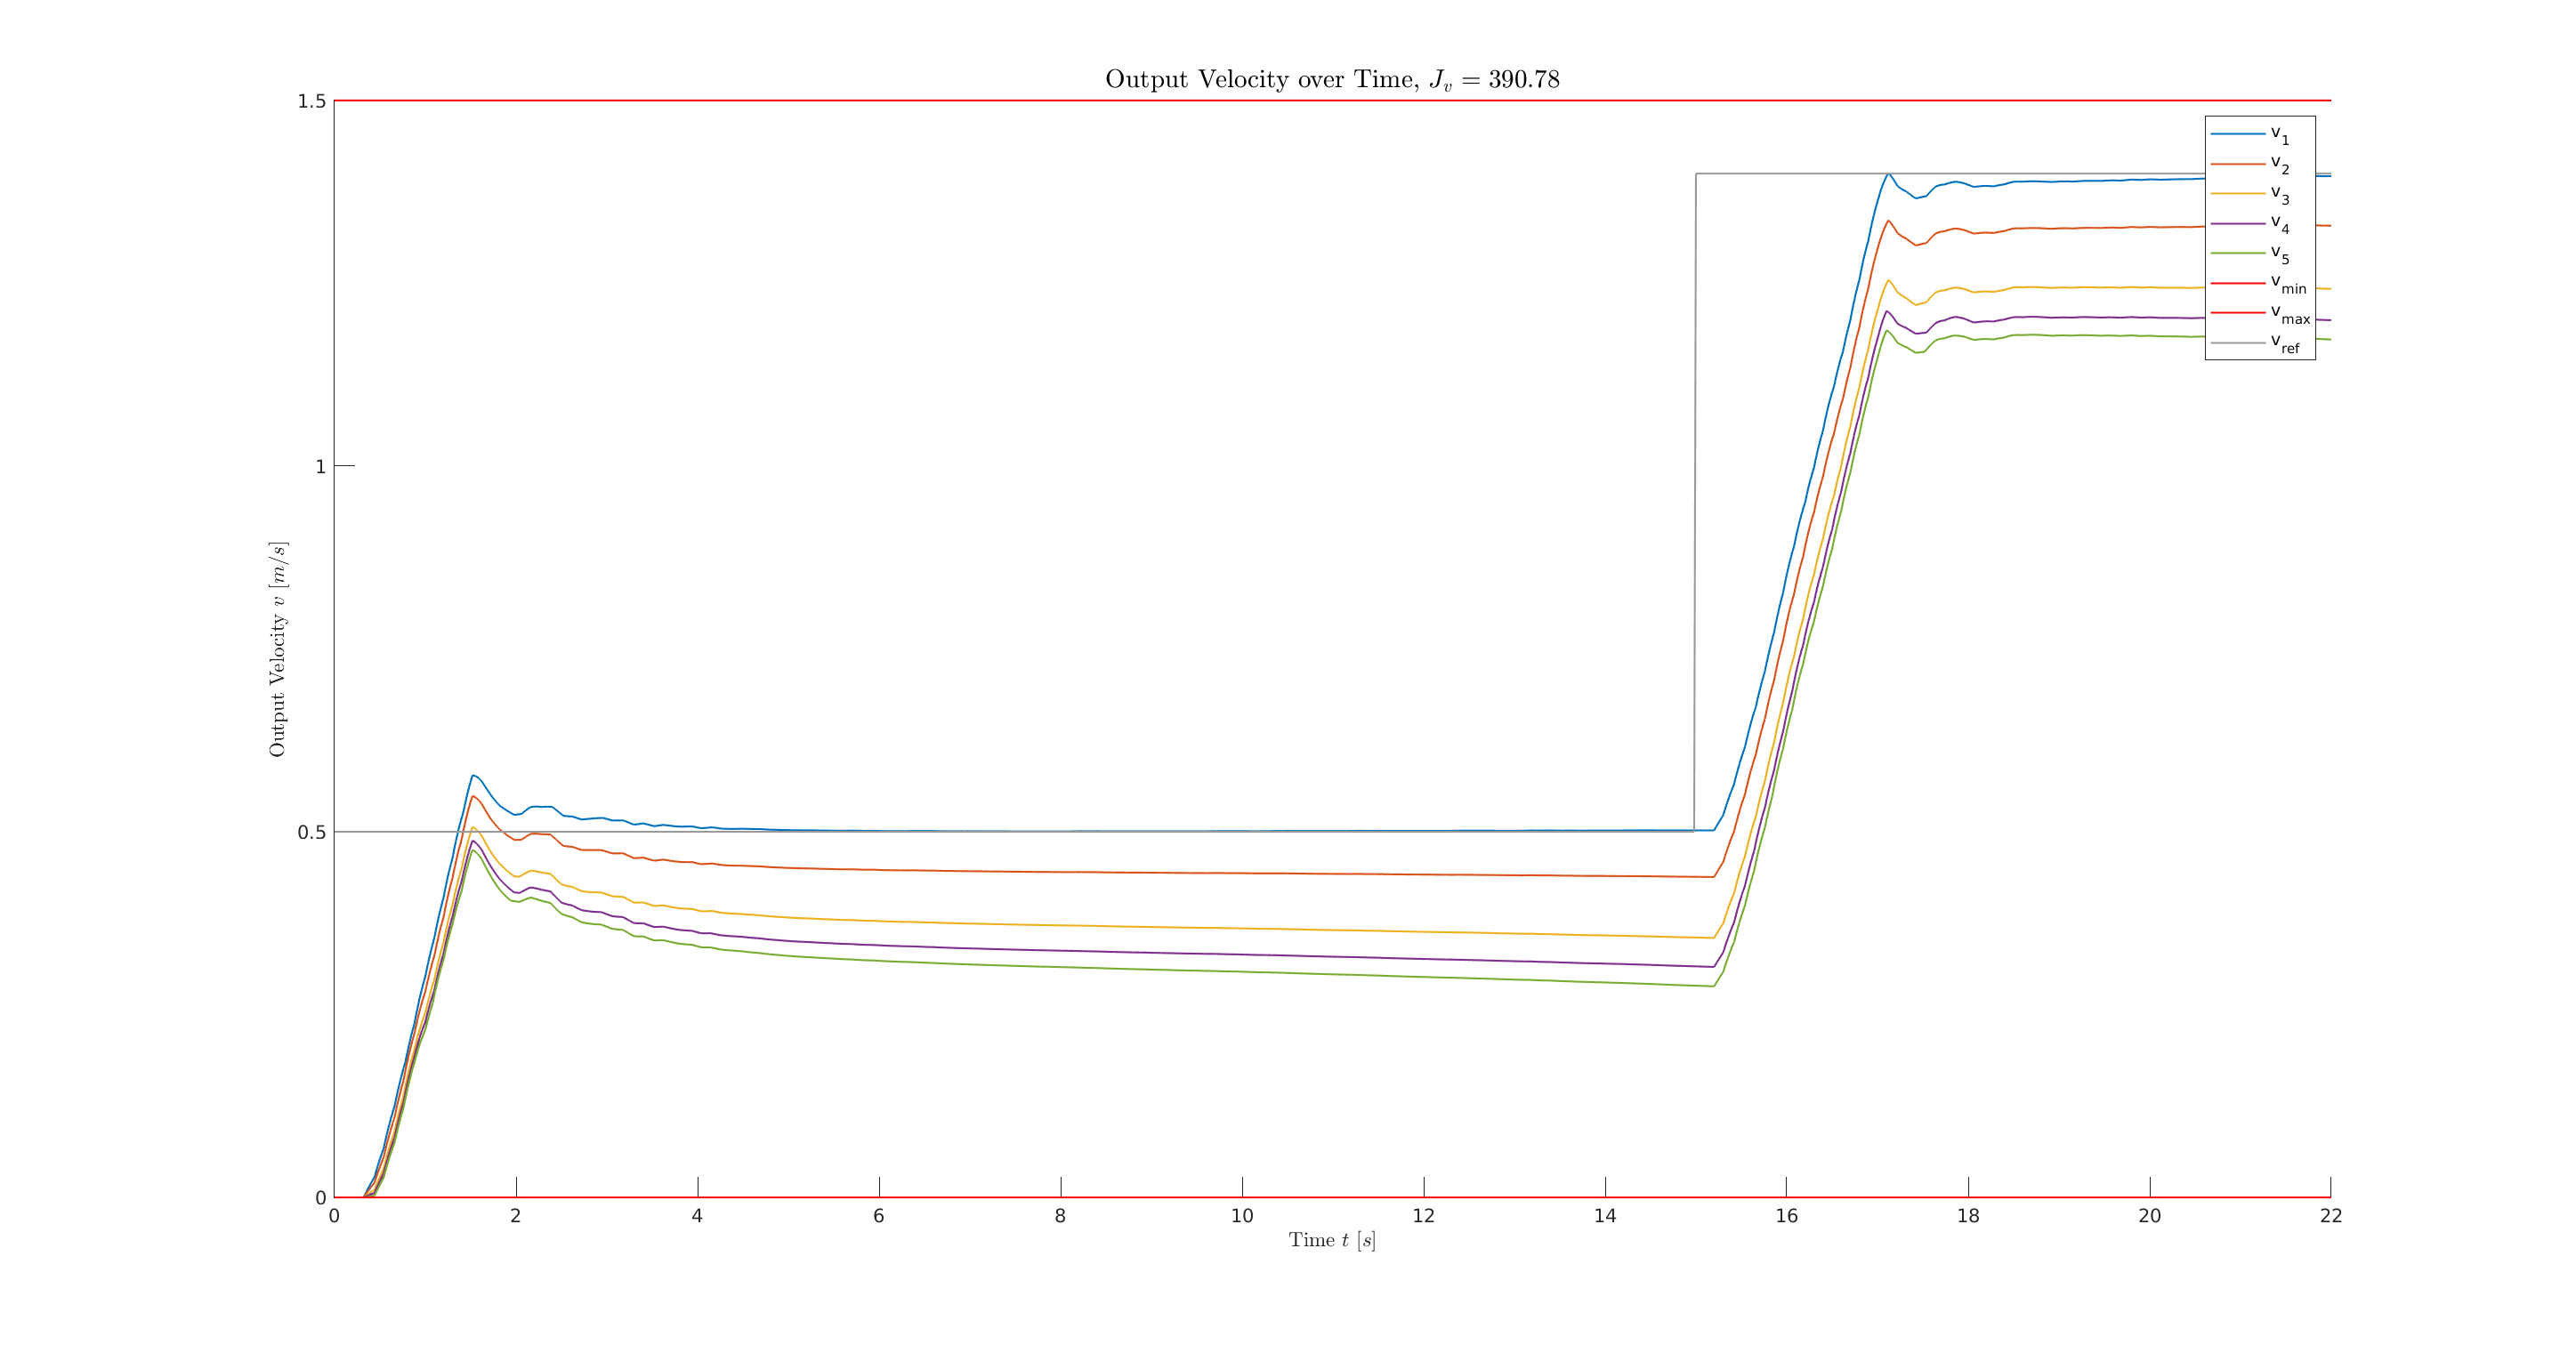 Output Velocity over Time, J_v = 390.78
1.5
1
0.5
0
Output Velocity v [m/s]
v_1
v_2
v_3
v_4
v_5
v_min
v_max
v_ref
0 2 4 6 8 10 12 14 16 18 20 22
Time t [s]